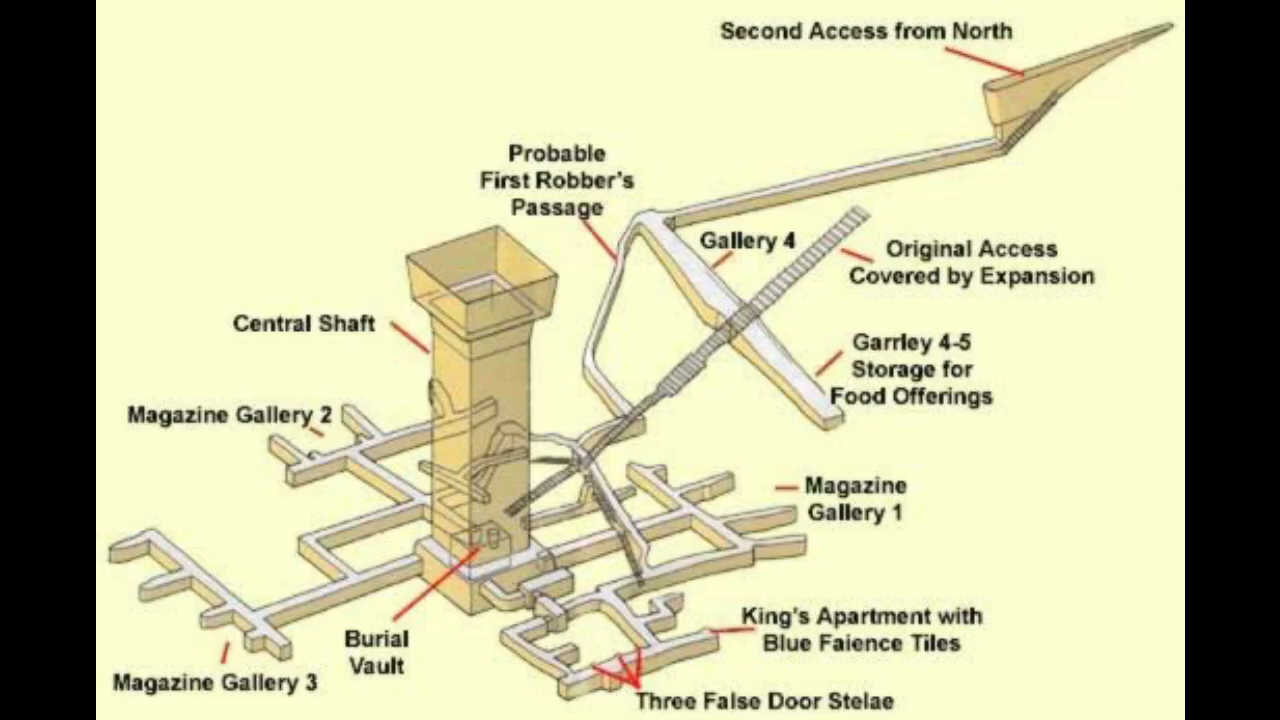 Second Access from North
Probable
First Robber's
Passage
Gallery 4
Original Access
Covered by Expansion
Central Shaft
Garrley 4-5
Storage for
Food Offerings
Magazine Gallery 2
Magazine
Gallery 1
King's Apartment with
Blue Faience Tiles
Burial
Vault
Magazine Gallery 3
Three False Door Stelae